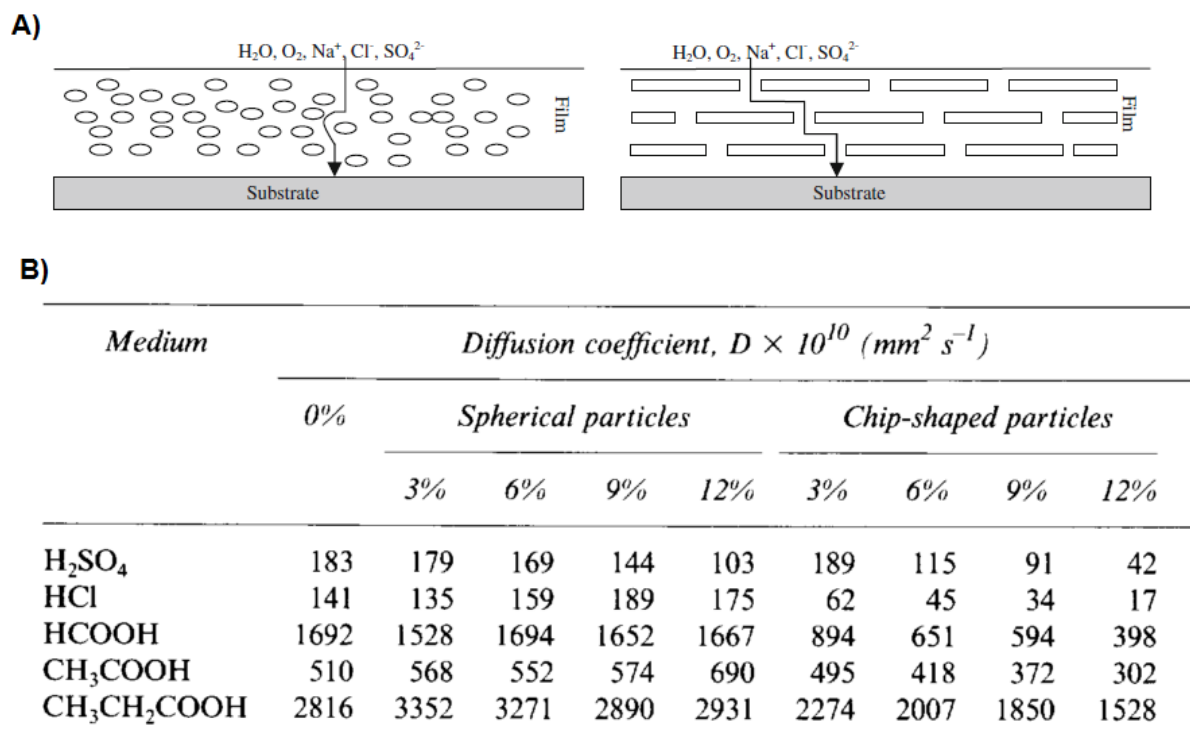 A)
H₂O, O₂, Na⁺, Cl⁻, SO₄²⁻ H₂O, O₂, Na⁺, Cl⁻, SO₄²⁻
Film Film
Substrate Substrate
B)
Medium Diffusion coefficient, D × 10¹⁰ (mm² s⁻¹)
0% Spherical particles Chip-shaped particles
3% 6% 9% 12% 3% 6% 9% 12%
H₂SO₄ 183 179 169 144 103 189 115 91 42
HCl 141 135 159 189 175 62 45 34 17
HCOOH 1692 1528 1694 1652 1667 894 651 594 398
CH₃COOH 510 568 552 574 690 495 418 372 302
CH₃CH₂COOH 2816 3352 3271 2890 2931 2274 2007 1850 1528